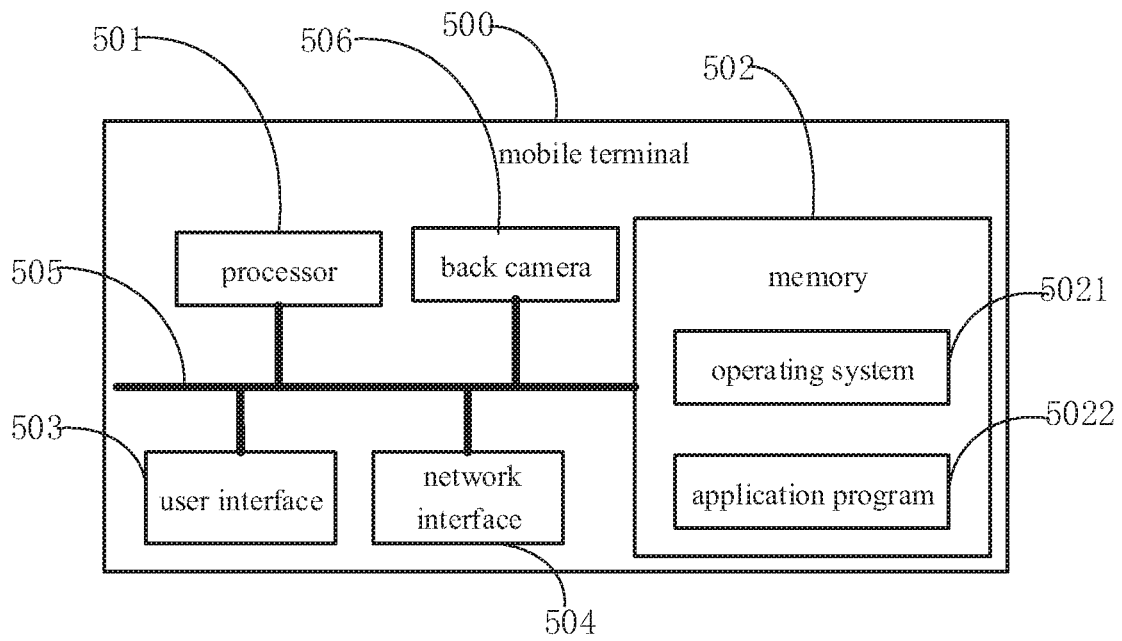 500
501
506
502
mobile terminal
processor
back camera
505
memory
5021
operating system
5022
503
user interface
network
interface
application program
504